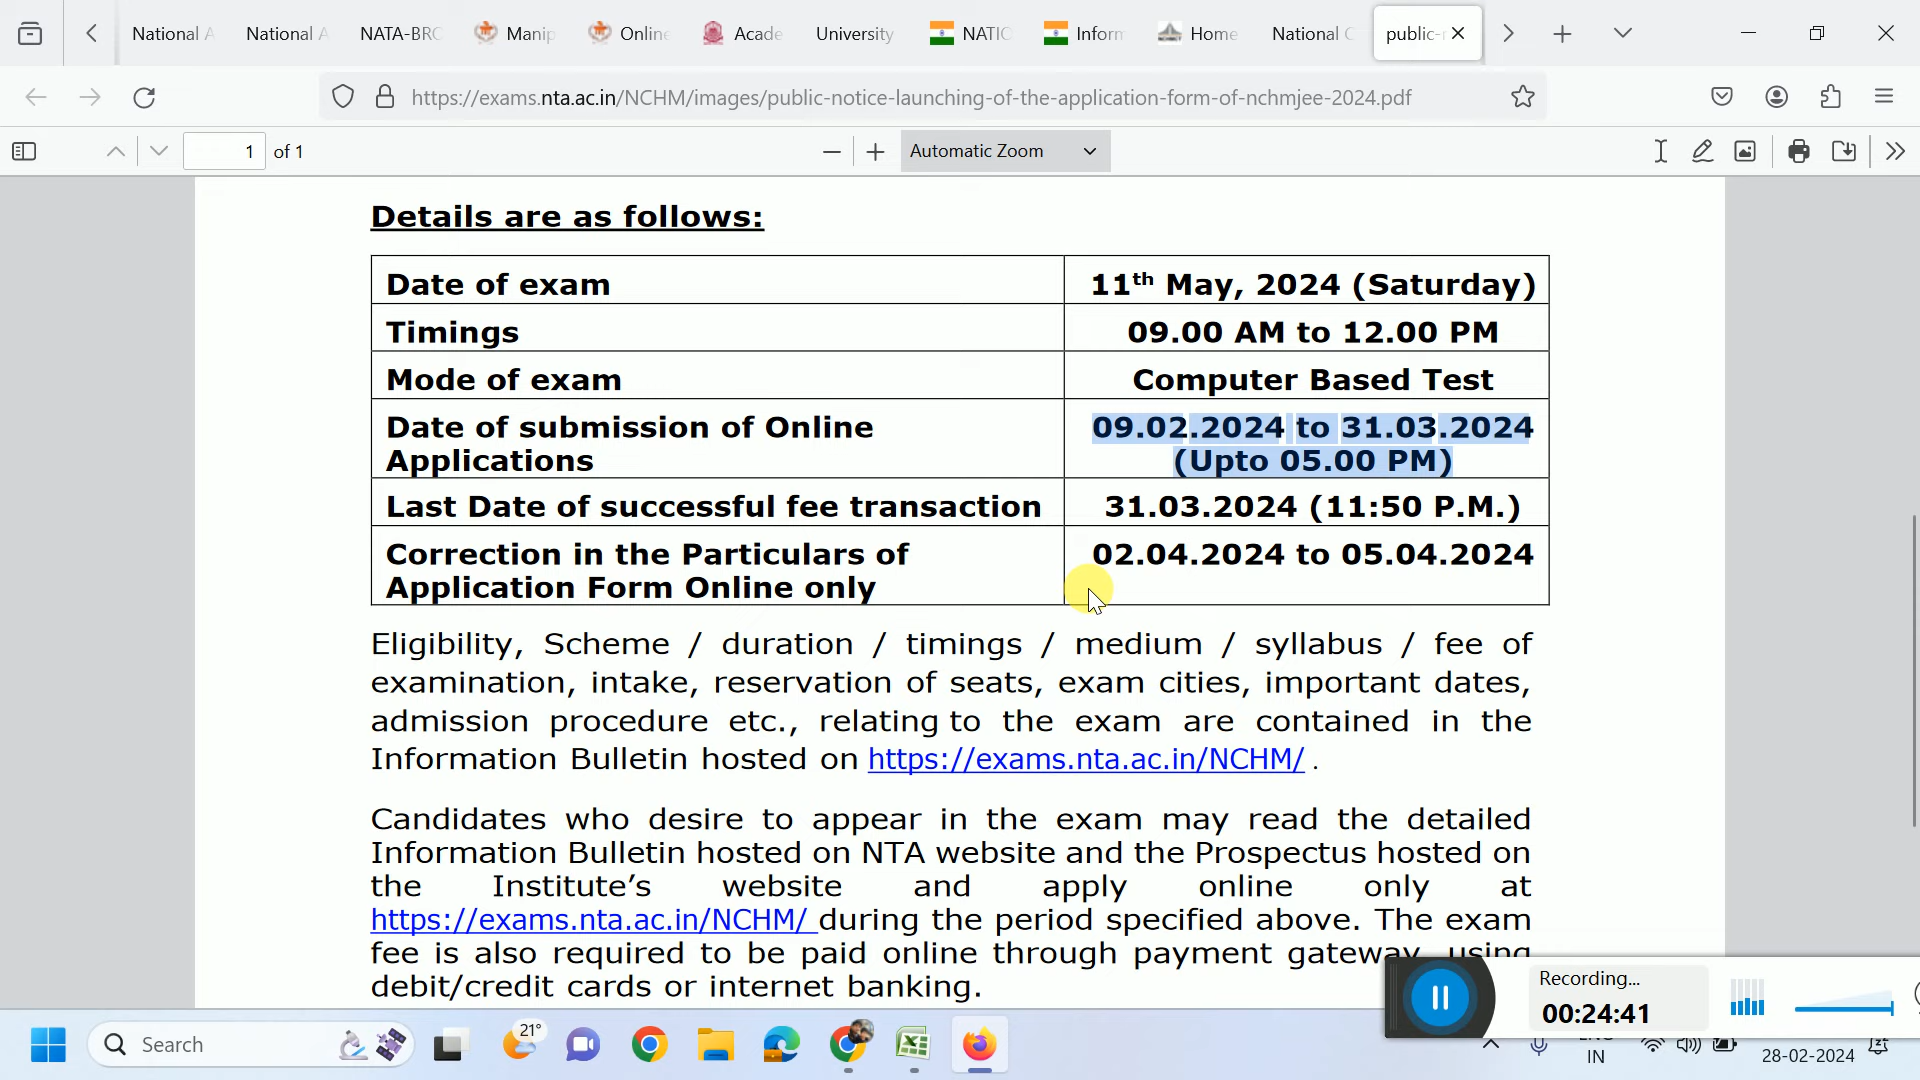 National A
National A
NATA-BRC
Manip
Online
Acade
University
NATIO
Inform
Home
National C
public-
https://exams.nta.ac.in/NCHM/images/public-notice-launching-of-the-application-form-of-nchmjee-2024.pdf
1 of 1
Automatic Zoom
Details are as follows:
Date of exam 11th May, 2024 (Saturday)
Timings 09.00 AM to 12.00 PM
Mode of exam Computer Based Test
Date of submission of Online 09.02.2024 to 31.03.2024
Applications (Upto 05.00 PM)
Last Date of successful fee transaction 31.03.2024 (11:50 P.M.)
Correction in the Particulars of 02.04.2024 to 05.04.2024
Application Form Online only
Eligibility, Scheme / duration / timings / medium / syllabus / fee of
examination, intake, reservation of seats, exam cities, important dates,
admission procedure etc., relating to the exam are contained in the
Information Bulletin hosted on https://exams.nta.ac.in/NCHM/ .
Candidates who desire to appear in the exam may read the detailed
Information Bulletin hosted on NTA website and the Prospectus hosted on
the Institute’s website and apply online only at
https://exams.nta.ac.in/NCHM/ during the period specified above. The exam
fee is also required to be paid online through payment gateway, using
debit/credit cards or internet banking.
Recording...
00:24:41
Search
21°
ENG
IN
28-02-2024